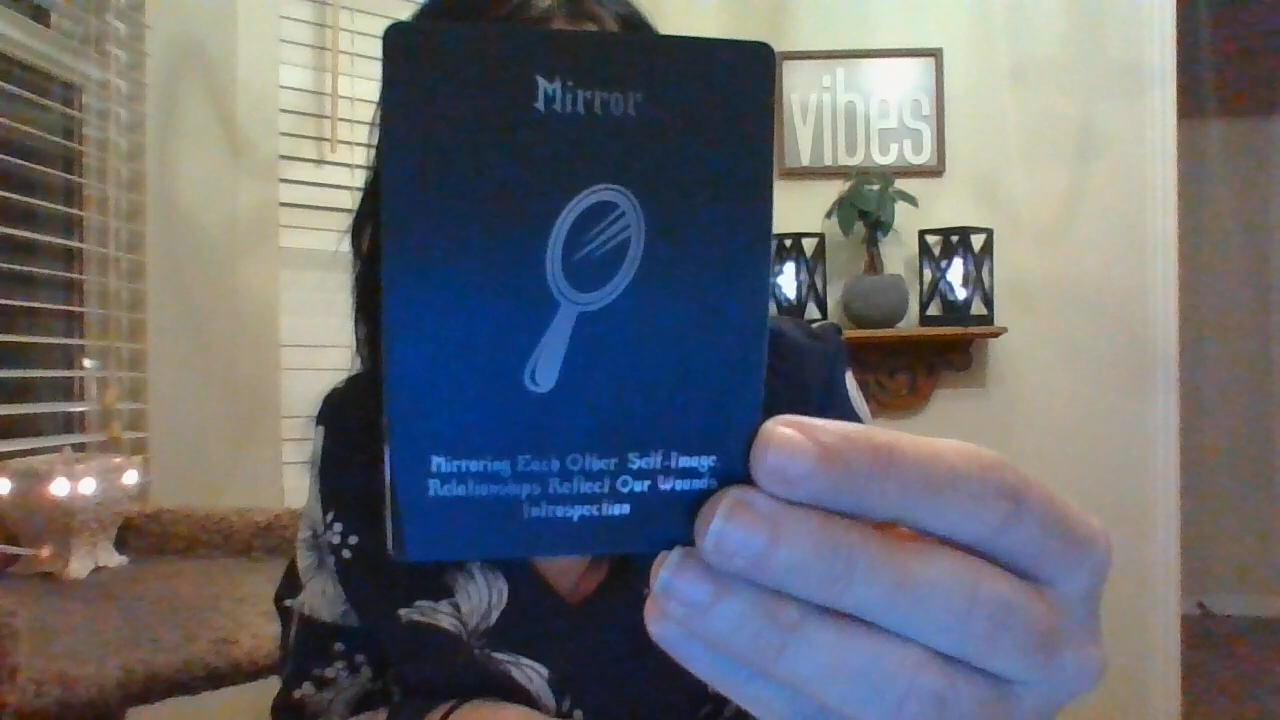 Mirror
vibes
Mirroring Each Other Self-Image
Relationships Reflect Our Wounds
Introspection